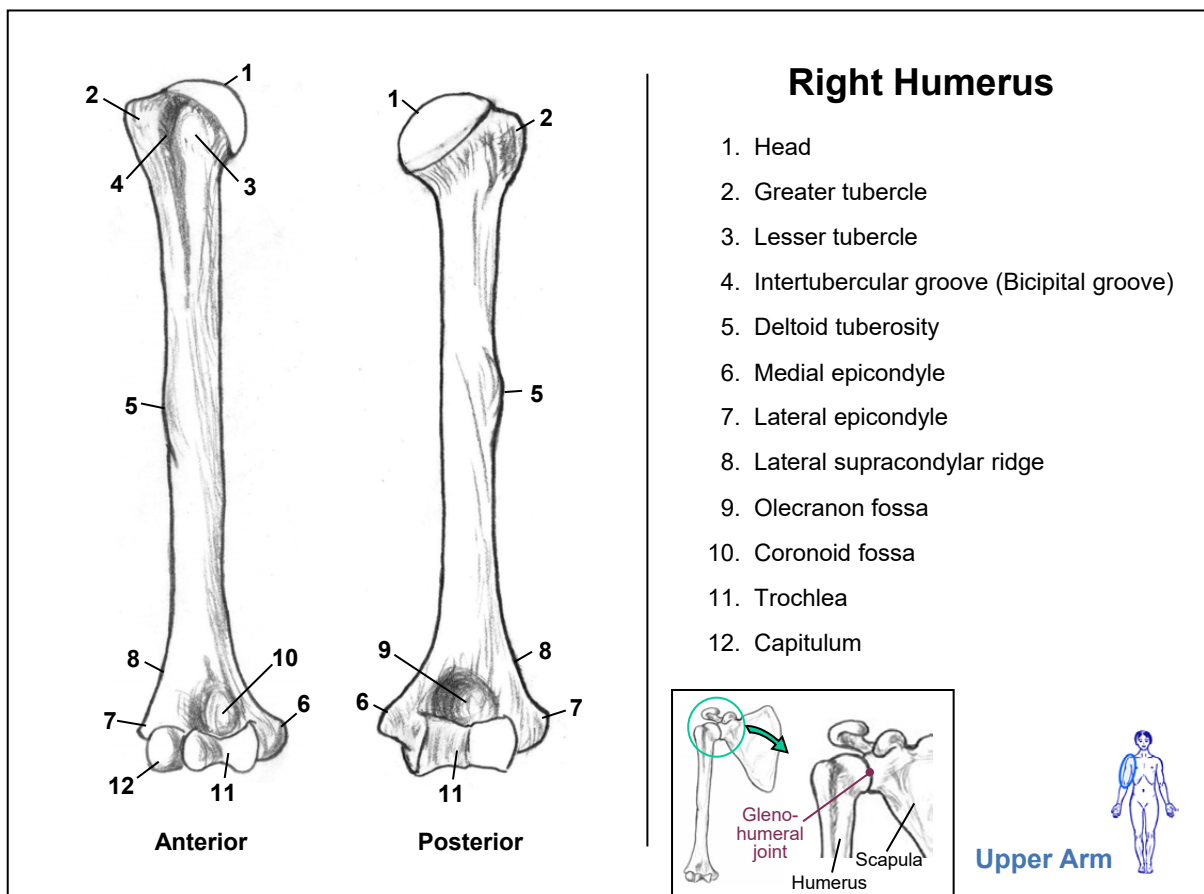 1
2
4
3
5
8
10
7
6
12
11
Anterior
1
2
5
9
8
6
7
11
Posterior
Right Humerus
1. Head
2. Greater tubercle
3. Lesser tubercle
4. Intertubercular groove (Bicipital groove)
5. Deltoid tuberosity
6. Medial epicondyle
7. Lateral epicondyle
8. Lateral supracondylar ridge
9. Olecranon fossa
10. Coronoid fossa
11. Trochlea
12. Capitulum
Gleno-
humeral
joint
Scapula
Humerus
Upper Arm